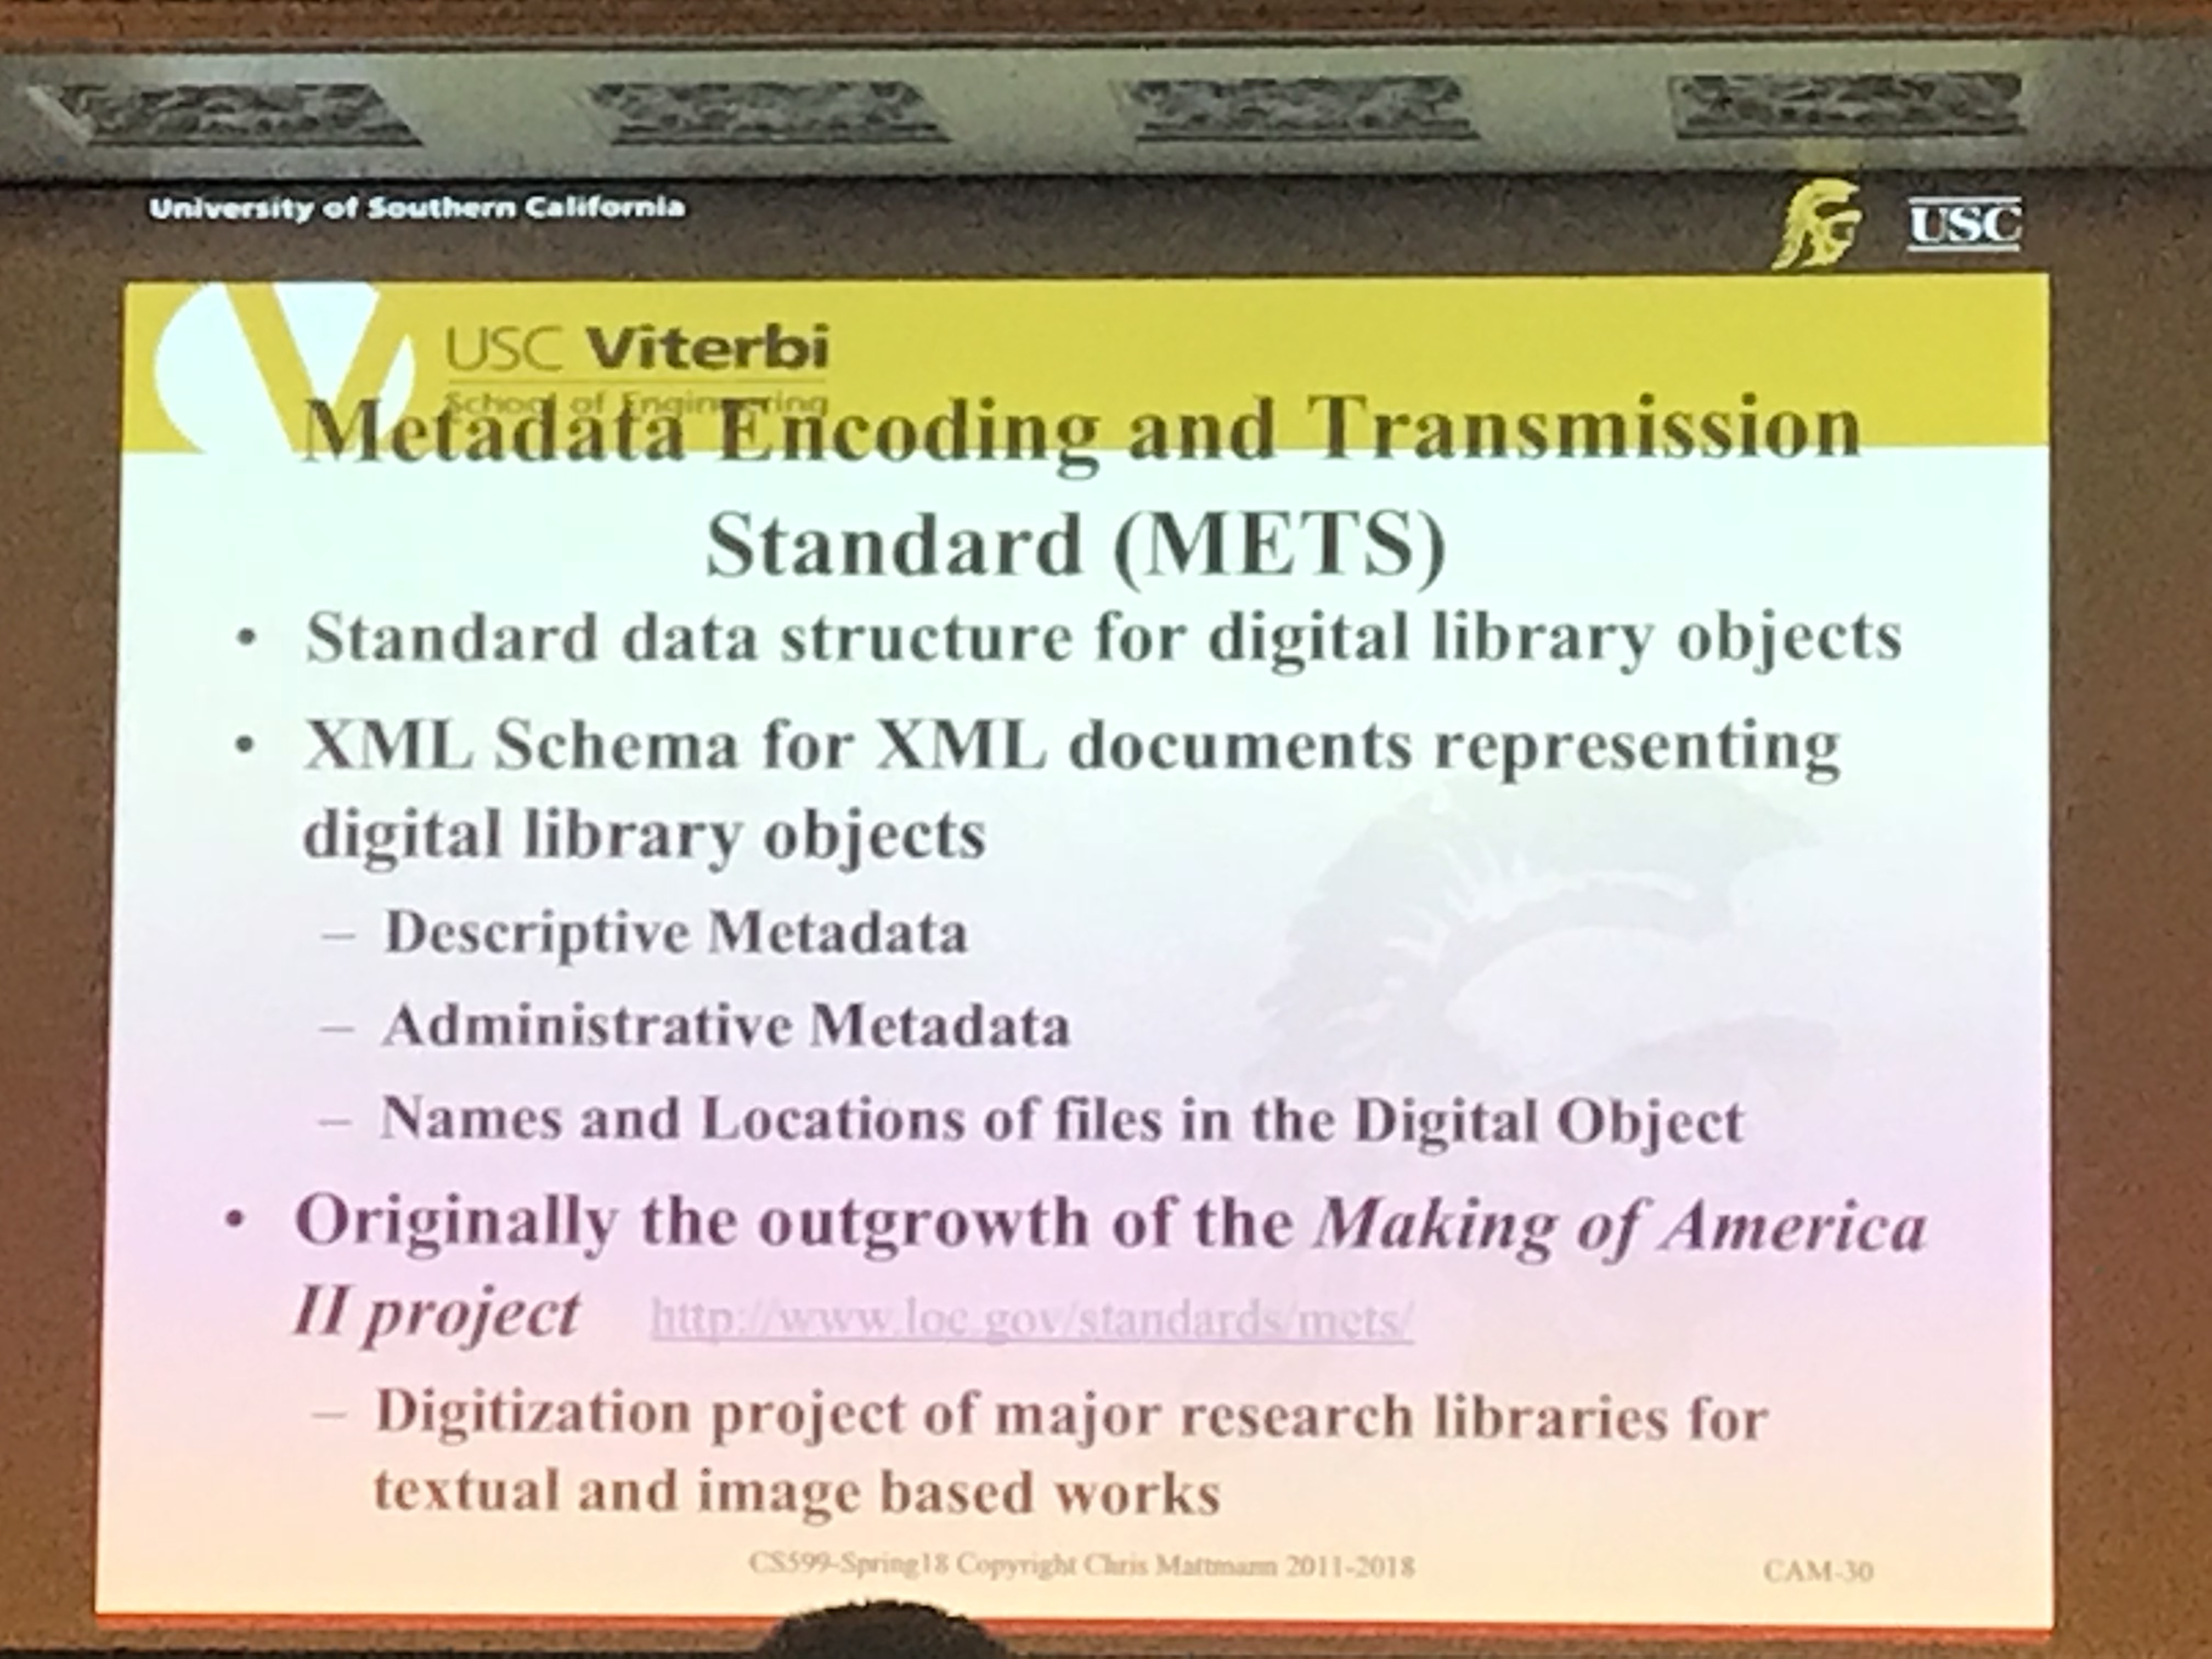 University of Southern California
USC
USC Viterbi
School of Engineering
Metadata Encoding and Transmission
Standard (METS)
• Standard data structure for digital library objects
• XML Schema for XML documents representing
digital library objects
– Descriptive Metadata
– Administrative Metadata
– Names and Locations of files in the Digital Object
• Originally the outgrowth of the Making of America
II project http://www.loc.gov/standards/mets/
– Digitization project of major research libraries for
textual and image based works
CS599-Spring18 Copyright Chris Mattmann 2011-2018
CAM-30